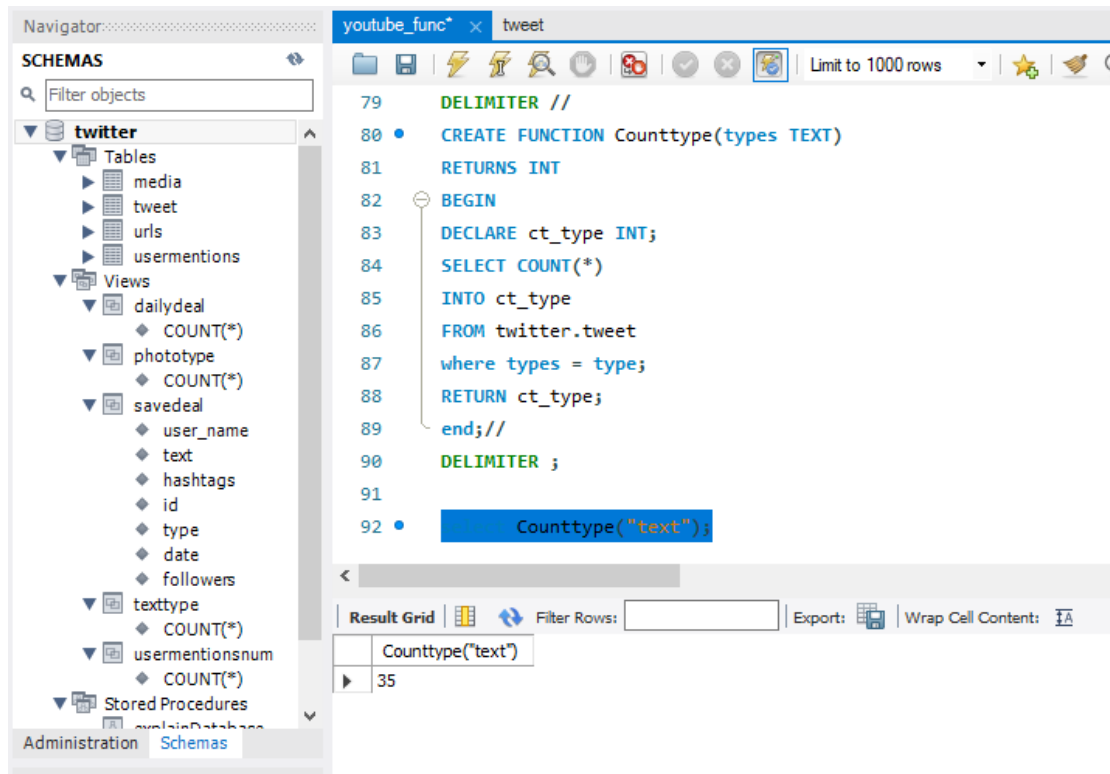 Navigator
SCHEMAS
Filter objects
twitter
Tables
media
tweet
urls
usermentions
Views
dailydeal
COUNT(*)
phototype
COUNT(*)
savedeal
user_name
text
hashtags
id
type
date
followers
texttype
COUNT(*)
usermentionsnum
COUNT(*)
Stored Procedures
explainDatabase
Administration Schemas
youtube_func* × tweet
Limit to 1000 rows
79 DELIMITER //
80 CREATE FUNCTION Counttype(types TEXT)
81 RETURNS INT
82 BEGIN
83 DECLARE ct_type INT;
84 SELECT COUNT(*)
85 INTO ct_type
86 FROM twitter.tweet
87 where types = type;
88 RETURN ct_type;
89 end;//
90 DELIMITER ;
91
92 Counttype("text");
Result Grid Filter Rows: Export: Wrap Cell Content:
Counttype("text")
35